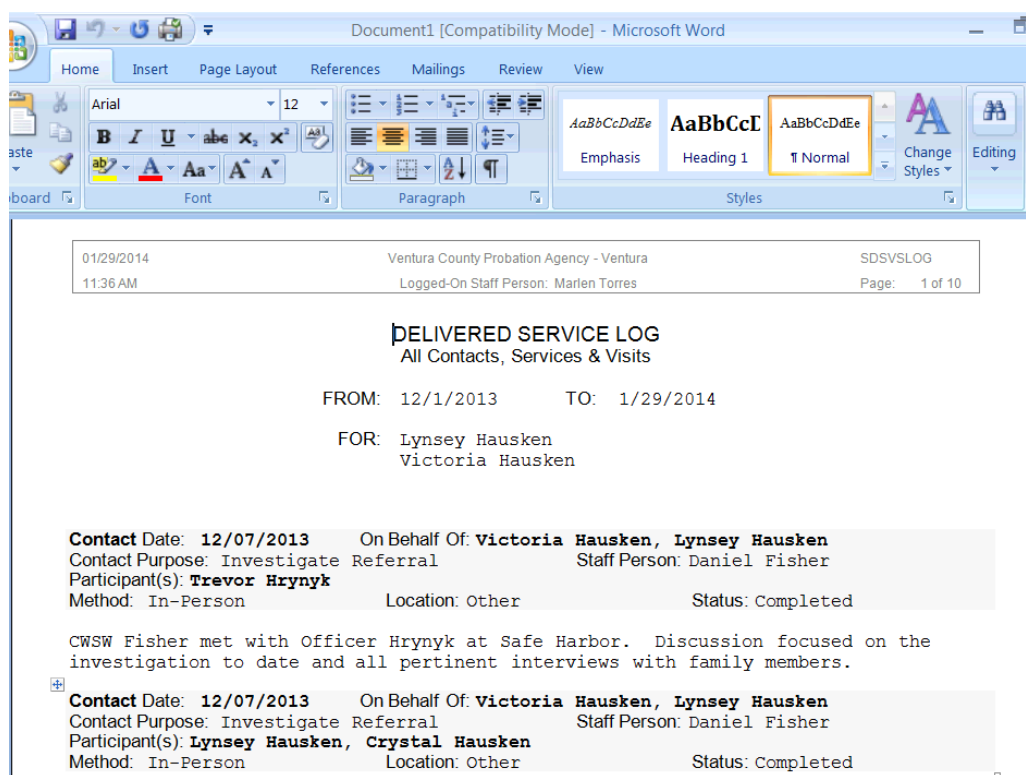 Document1 [Compatibility Mode] - Microsoft Word
Home Insert Page Layout References Mailings Review View
Arial 12
AaBbCcDdEe AaBbCcD AaBbCcDdEe
B I U abe X₂ X² Aa
aste Emphasis Heading 1 ¶ Normal Change Styles Editing
ab A Aa A A
board Font Paragraph Styles
01/29/2014 Ventura County Probation Agency - Ventura SDSVSLOG
11:36 AM Logged-On Staff Person: Marlen Torres Page: 1 of 10
DELIVERED SERVICE LOG
All Contacts, Services & Visits
FROM: 12/1/2013 TO: 1/29/2014
FOR: Lynsey Hausken
Victoria Hausken
Contact Date: 12/07/2013 On Behalf Of: Victoria Hausken, Lynsey Hausken
Contact Purpose: Investigate Referral Staff Person: Daniel Fisher
Participant(s): Trevor Hrynyk
Method: In-Person Location: Other Status: Completed
CWSW Fisher met with Officer Hrynyk at Safe Harbor. Discussion focused on the
investigation to date and all pertinent interviews with family members.
Contact Date: 12/07/2013 On Behalf Of: Victoria Hausken, Lynsey Hausken
Contact Purpose: Investigate Referral Staff Person: Daniel Fisher
Participant(s): Lynsey Hausken, Crystal Hausken
Method: In-Person Location: Other Status: Completed